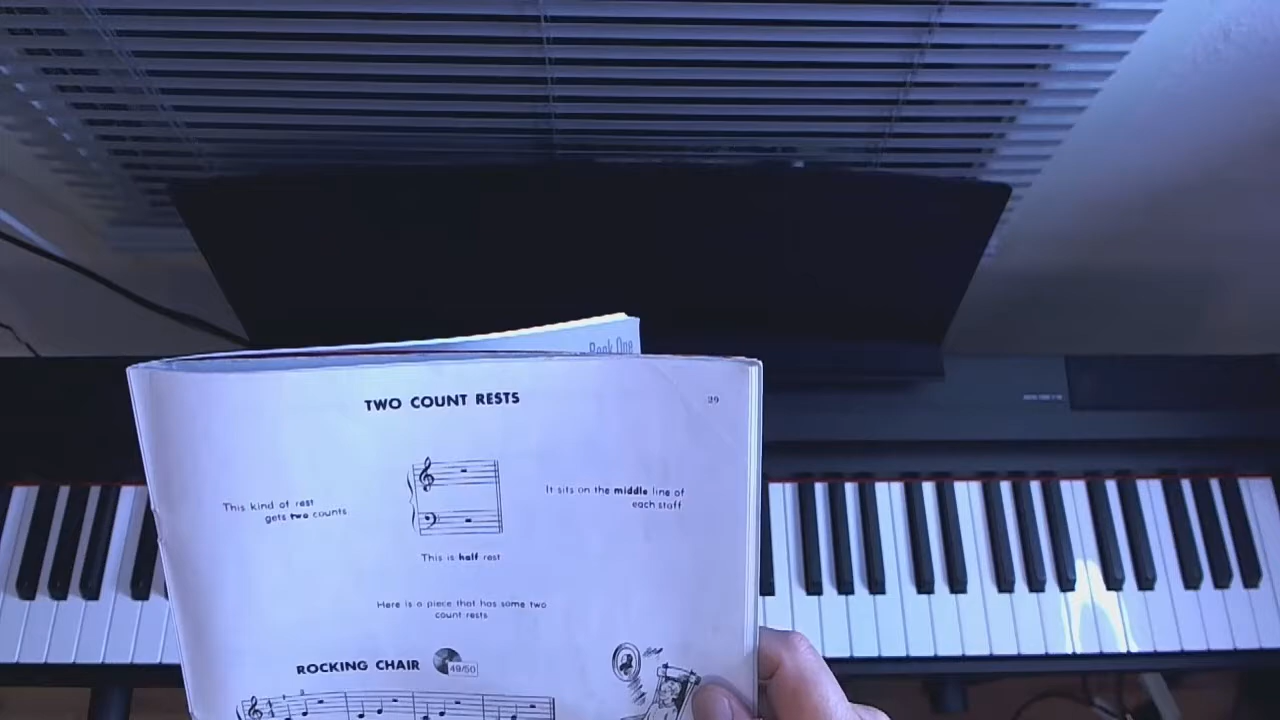 Book One
TWO COUNT RESTS
29
This kind of rest
gets two counts
It sits on the middle line of
each staff
This is half rest
Here is a piece that has some two
count rests
ROCKING CHAIR
49/50